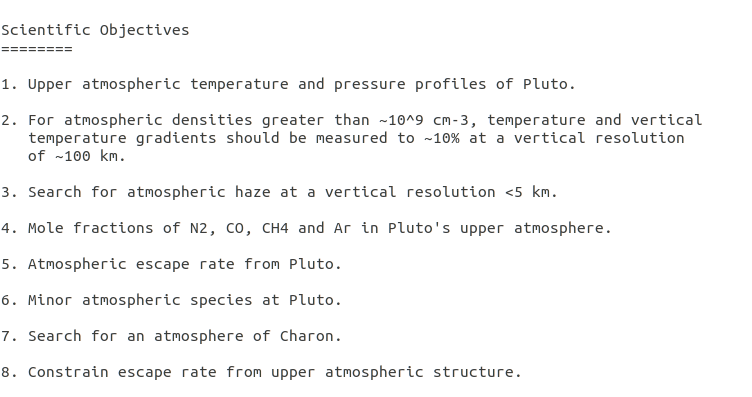 Scientific Objectives
========
1. Upper atmospheric temperature and pressure profiles of Pluto.
2. For atmospheric densities greater than ~10^9 cm-3, temperature and vertical
temperature gradients should be measured to ~10% at a vertical resolution
of ~100 km.
3. Search for atmospheric haze at a vertical resolution <5 km.
4. Mole fractions of N2, CO, CH4 and Ar in Pluto's upper atmosphere.
5. Atmospheric escape rate from Pluto.
6. Minor atmospheric species at Pluto.
7. Search for an atmosphere of Charon.
8. Constrain escape rate from upper atmospheric structure.